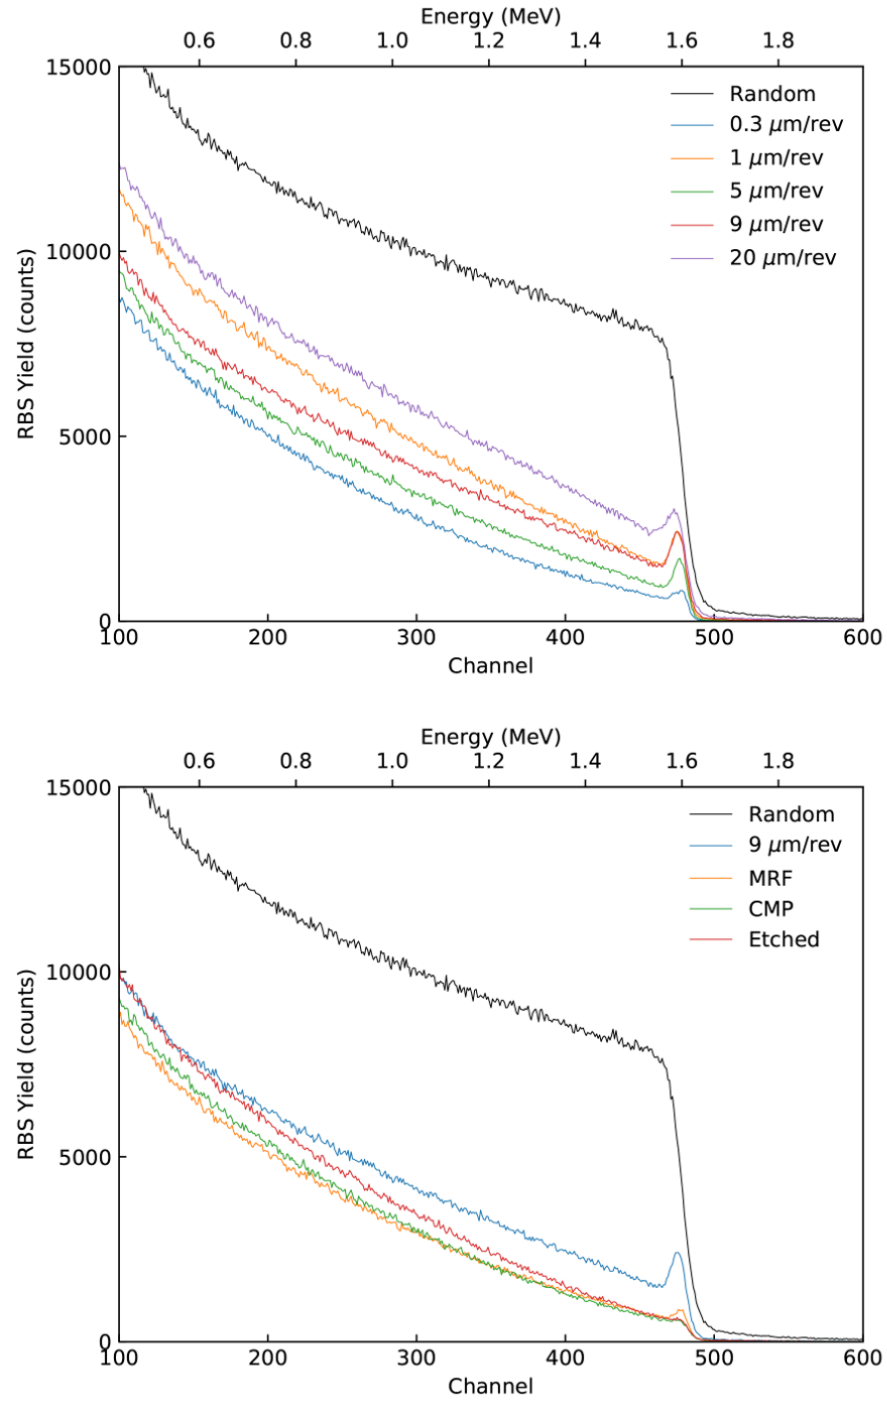 Energy (MeV)
0.6 0.8 1.0 1.2 1.4 1.6 1.8
15000
10000
5000
0
RBS Yield (counts)
Random
0.3 μm/rev
1 μm/rev
5 μm/rev
9 μm/rev
20 μm/rev
100 200 300 400 500 600
Channel
Energy (MeV)
0.6 0.8 1.0 1.2 1.4 1.6 1.8
15000
10000
5000
0
RBS Yield (counts)
Random
9 μm/rev
MRF
CMP
Etched
100 200 300 400 500 600
Channel